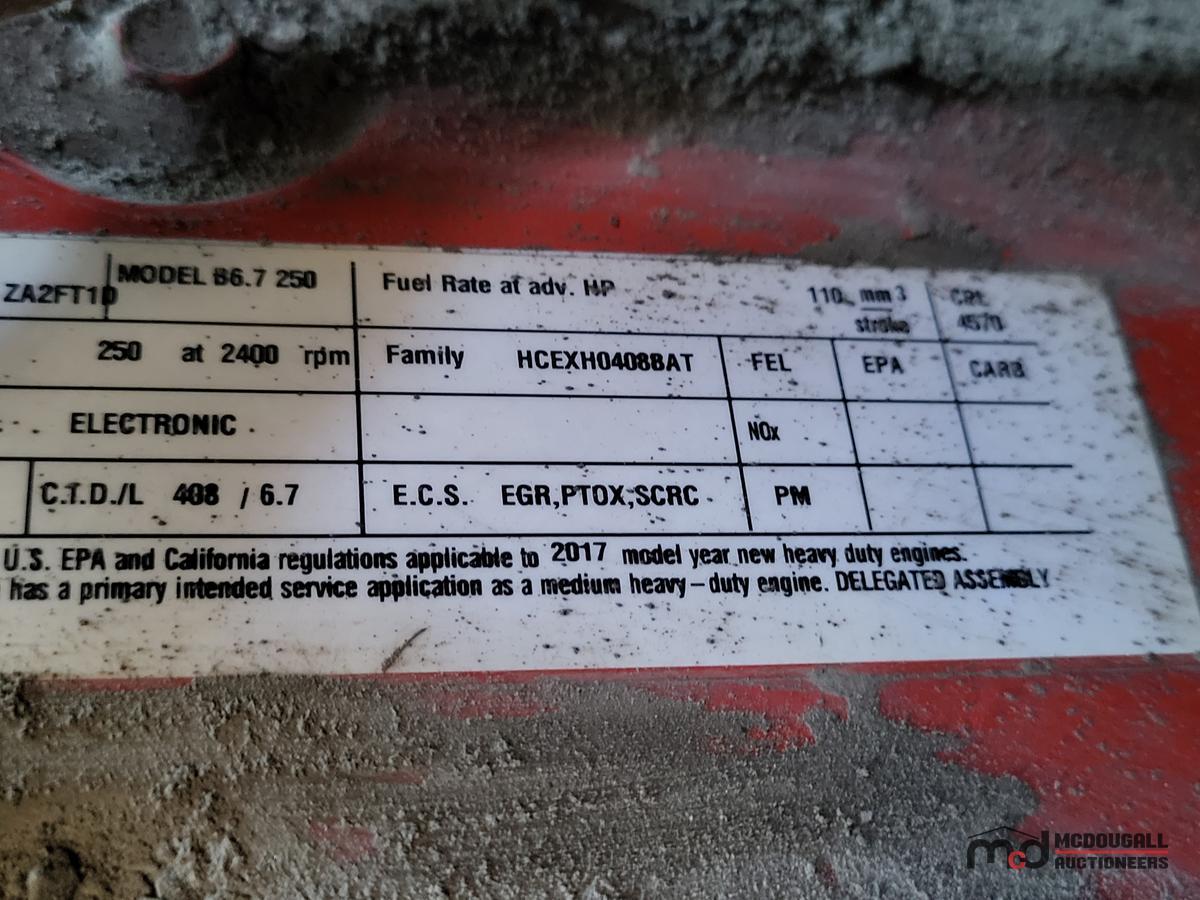 ZA2FT10 MODEL B6.7 250 Fuel Rate at adv. HP 110 mm3 stroke CPL 4570
250 at 2400 rpm Family HCEXH0408BAT FEL EPA CARB
ELECTRONIC NOx
C.T.D./L 408 / 6.7 E.C.S. EGR,PTOX,SCRC PM
U.S. EPA and California regulations applicable to 2017 model year new heavy duty engines.
has a primary intended service application as a medium heavy-duty engine. DELEGATED ASSEMBLY
mcd MCDOUGALL
AUCTIONEERS